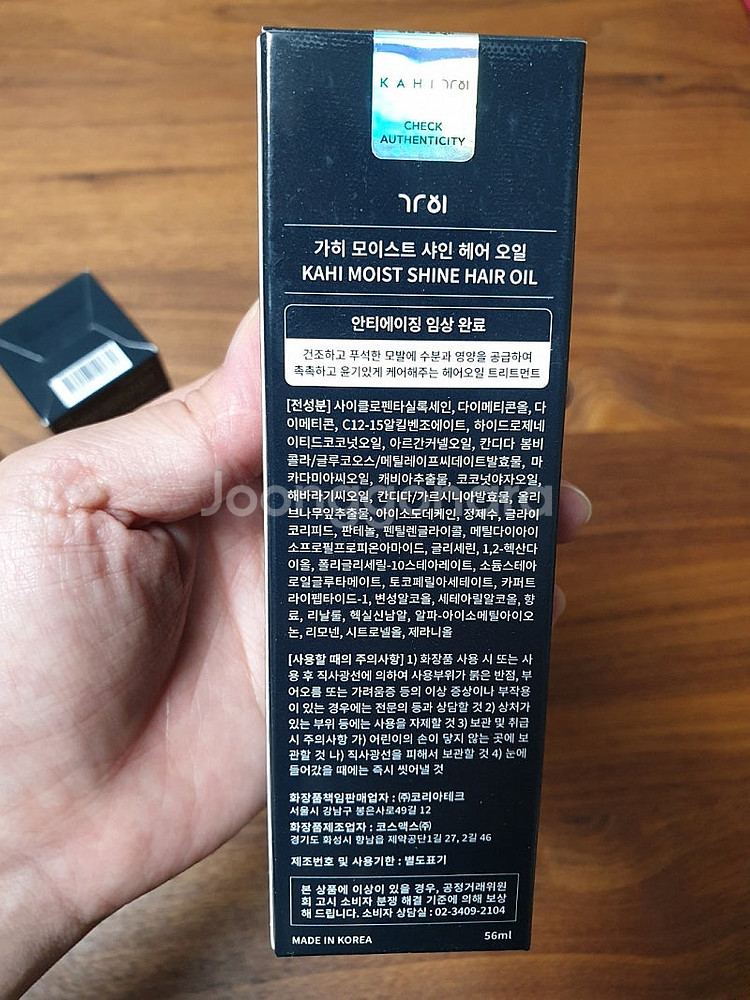 KAHI 가히
CHECK
AUTHENTICITY
가히
가히 모이스트 샤인 헤어 오일
KAHI MOIST SHINE HAIR OIL
안티에이징 임상 완료
건조하고 푸석한 모발에 수분과 영양을 공급하여
촉촉하고 윤기있게 케어해주는 헤어오일 트리트먼트
[전성분] 사이클로펜타실록세인, 다이메티콘올, 다
이메티콘, C12-15알킬벤조에이트, 하이드로제네
이티드코코넛오일, 아르간커넬오일, 칸디다 봄비
콜라/글루코오스/메틸레이프씨데이트발효물, 마
카다미아씨오일, 캐비아추출물, 코코넛야자오일,
해바라기씨오일, 칸디다/가르시니아발효물, 올리
브나무잎추출물, 아이소도데케인, 정제수, 글라이
코리피드, 판테놀, 펜틸렌글라이콜, 메틸다이아이
소프로필프로피온아마이드, 글리세린, 1,2-헥산다
이올, 폴리글리세릴-10스테아레이트, 소듐스테아
로일글루타메이트, 토코페릴아세테이트, 카퍼트
라이펩타이드-1, 변성알코올, 세테아릴알코올, 향
료, 리날룰, 헥실신남알, 알파-아이소메틸아이오
논, 리모넨, 시트로넬올, 제라니올
[사용할 때의 주의사항] 1) 화장품 사용 시 또는 사
용 후 직사광선에 의하여 사용부위가 붉은 반점, 부
어오름 또는 가려움증 등의 이상 증상이나 부작용
이 있는 경우에는 전문의 등과 상담할 것 2) 상처가
있는 부위 등에는 사용을 자제할 것 3) 보관 및 취급
시 주의사항 가) 어린이의 손이 닿지 않는 곳에 보
관할 것 나) 직사광선을 피해서 보관할 것 4) 눈에
들어갔을 때에는 즉시 씻어낼 것
화장품책임판매업자 : ㈜코리아테크
서울시 강남구 봉은사로49길 12
화장품제조업자 : 코스맥스㈜
경기도 화성시 향남읍 제약공단1길 27, 2길 46
제조번호 및 사용기한 : 별도표기
본 상품에 이상이 있을 경우, 공정거래위원
회 고시 소비자 분쟁 해결 기준에 의해 보상
해 드립니다. 소비자 상담실 : 02-3409-2104
MADE IN KOREA 56ml
Joonggonara